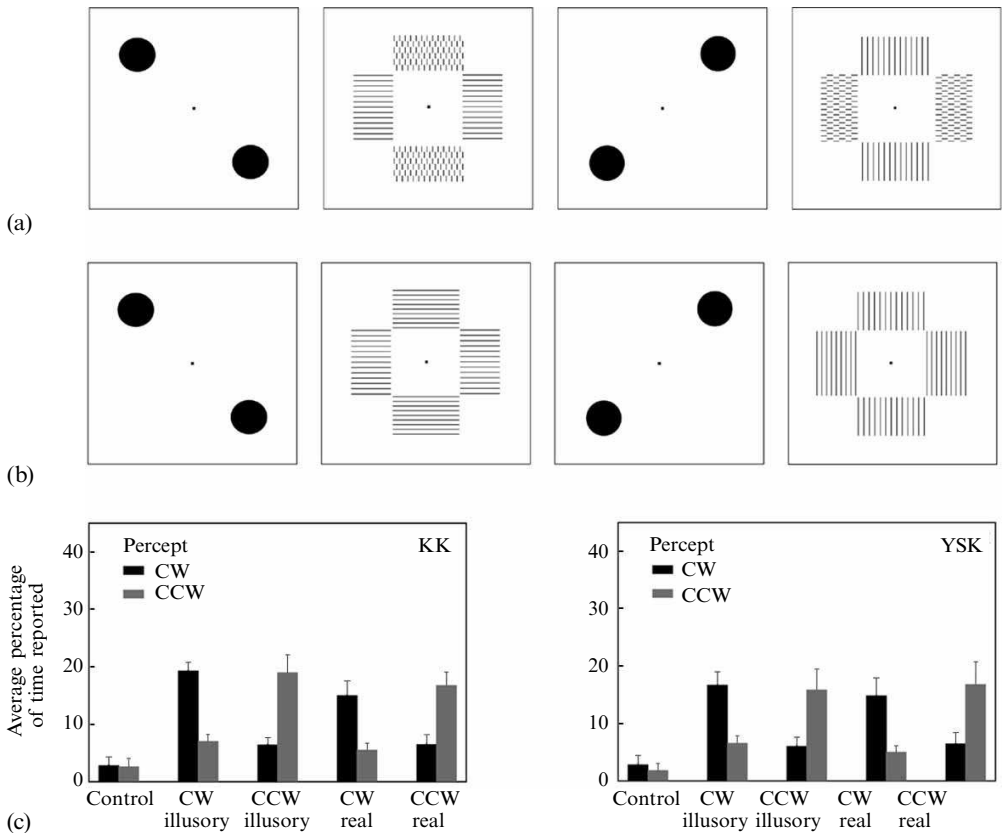 (a)
(b)
Average percentage
of time reported
40
30
20
10
0
Percept
CW
CCW
KK
Control
CW
illusory
CCW
illusory
CW
real
CCW
real
40
30
20
10
0
Percept
CW
CCW
YSK
Control
CW
illusory
CCW
illusory
CW
real
CCW
real
(c)